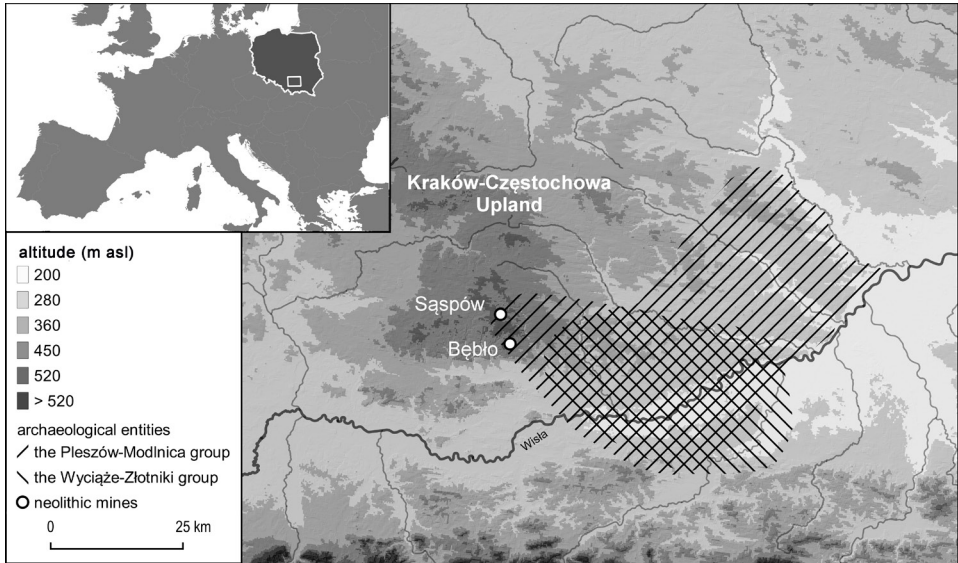 Kraków-Częstochowa
Upland
Sąspów
Bębło
Wisła
altitude (m asl)
200
280
360
450
520
> 520
archaeological entities
the Pleszów-Modlnica group
the Wyciąże-Złotniki group
neolithic mines
0 25 km